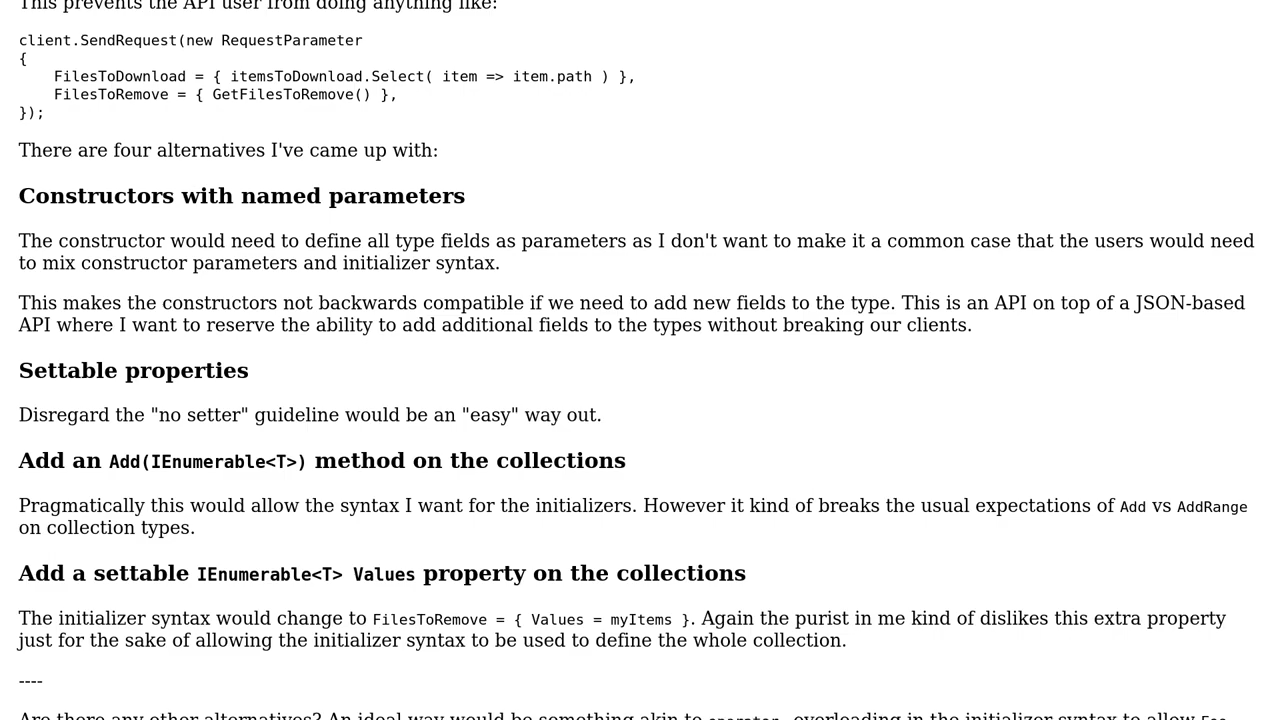 This prevents the API user from doing anything like:
client.SendRequest(new RequestParameter
{
    FilesToDownload = { itemsToDownload.Select( item => item.path ) },
    FilesToRemove = { GetFilesToRemove() },
});
There are four alternatives I've came up with:
Constructors with named parameters
The constructor would need to define all type fields as parameters as I don't want to make it a common case that the users would need
to mix constructor parameters and initializer syntax.
This makes the constructors not backwards compatible if we need to add new fields to the type. This is an API on top of a JSON-based
API where I want to reserve the ability to add additional fields to the types without breaking our clients.
Settable properties
Disregard the "no setter" guideline would be an "easy" way out.
Add an Add(IEnumerable<T>) method on the collections
Pragmatically this would allow the syntax I want for the initializers. However it kind of breaks the usual expectations of Add vs AddRange
on collection types.
Add a settable IEnumerable<T> Values property on the collections
The initializer syntax would change to FilesToRemove = { Values = myItems }. Again the purist in me kind of dislikes this extra property
just for the sake of allowing the initializer syntax to be used to define the whole collection.
----
Are there any other alternatives? An ideal way would be something akin to operator overloading in the initializer syntax to allow Foo